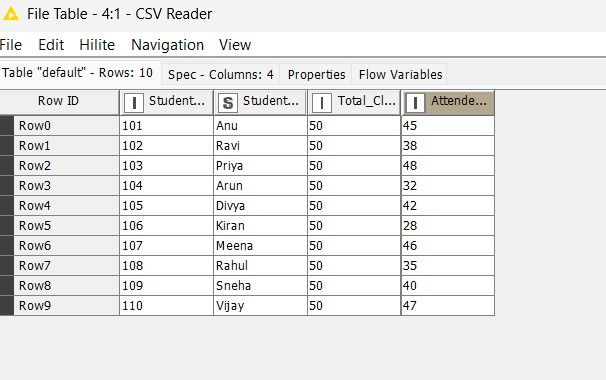 File Table - 4:1 - CSV Reader
File Edit Hilite Navigation View
Table "default" - Rows: 10 Spec - Columns: 4 Properties Flow Variables
Row ID I Student... S Student... I Total_Cl... I Attende...
Row0 101 Anu 50 45
Row1 102 Ravi 50 38
Row2 103 Priya 50 48
Row3 104 Arun 50 32
Row4 105 Divya 50 42
Row5 106 Kiran 50 28
Row6 107 Meena 50 46
Row7 108 Rahul 50 35
Row8 109 Sneha 50 40
Row9 110 Vijay 50 47